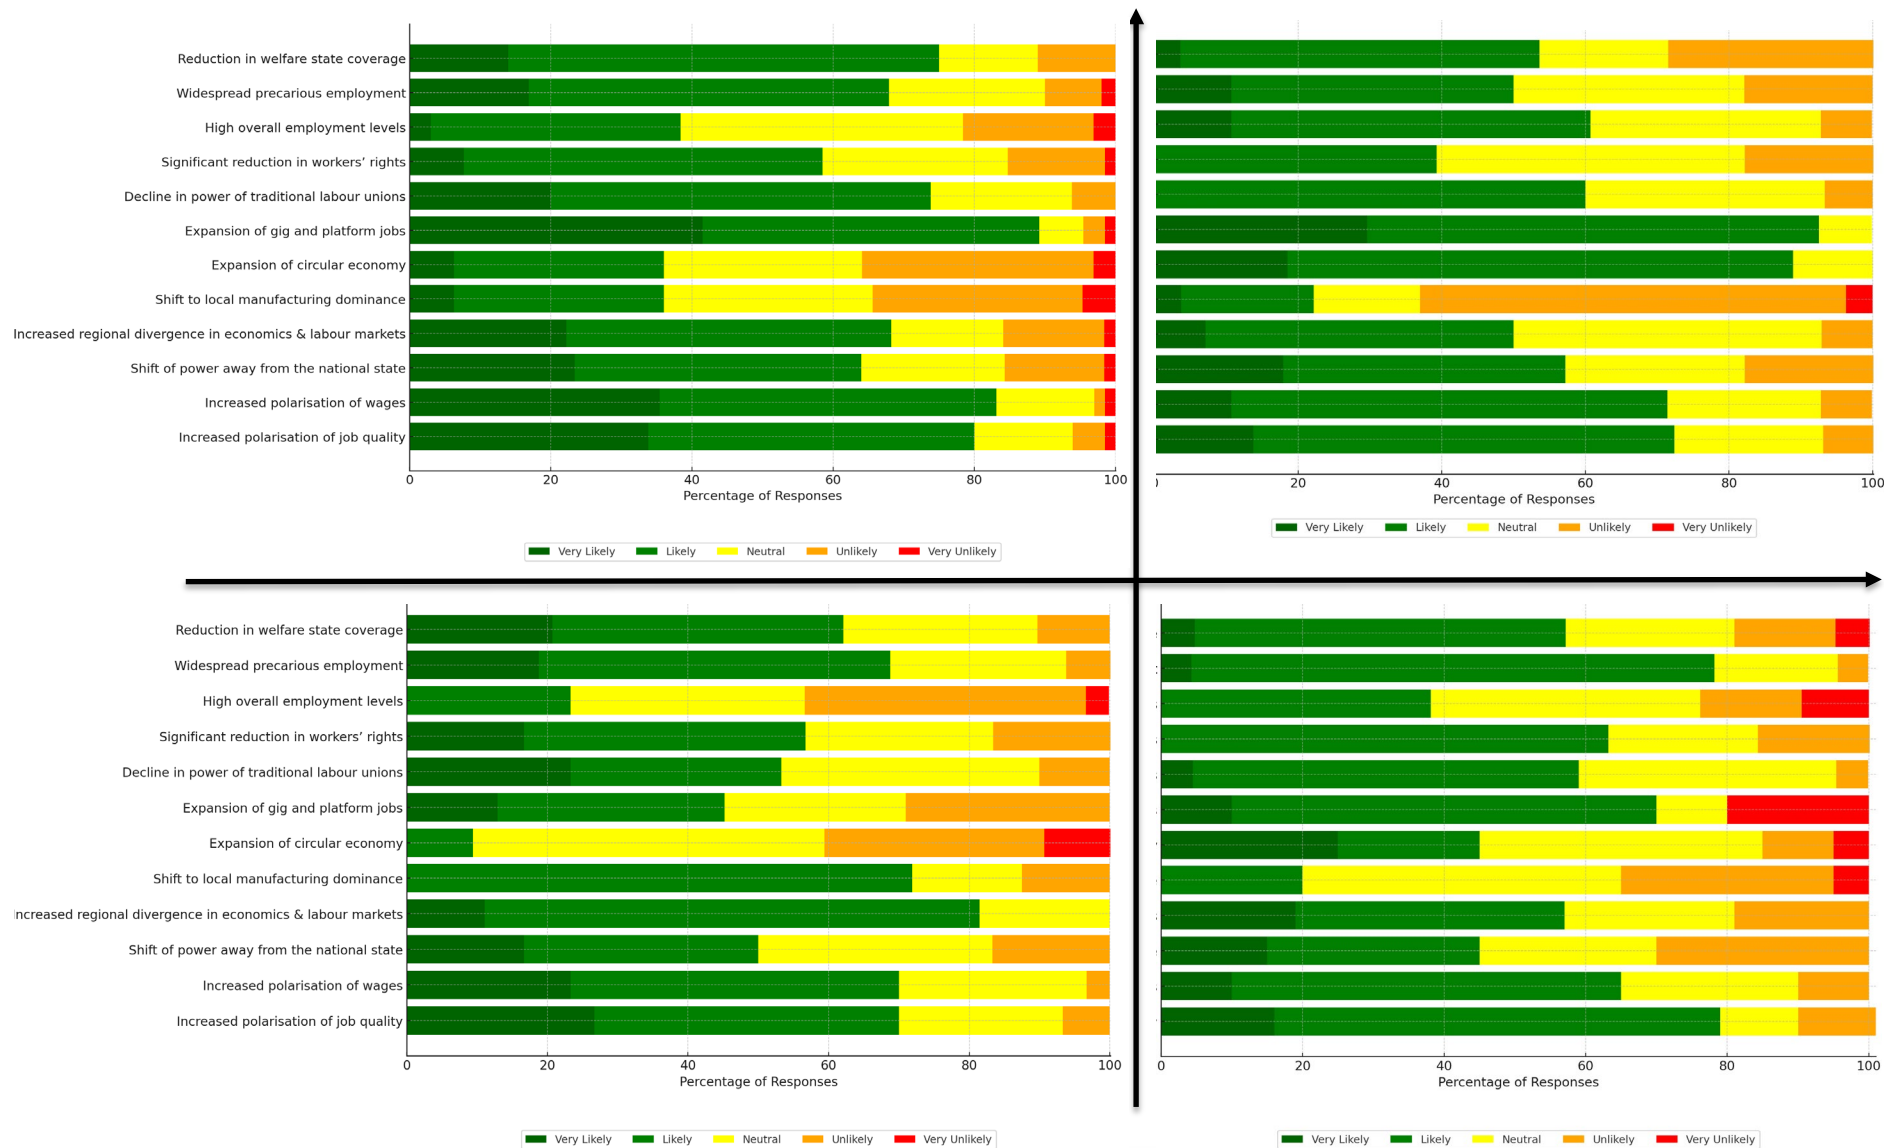 Reduction in welfare state coverage
Widespread precarious employment
High overall employment levels
Significant reduction in workers’ rights
Decline in power of traditional labour unions
Expansion of gig and platform jobs
Expansion of circular economy
Shift to local manufacturing dominance
Increased regional divergence in economics & labour markets
Shift of power away from the national state
Increased polarisation of wages
Increased polarisation of job quality
0 20 40 60 80 100
Percentage of Responses
Very Likely Likely Neutral Unlikely Very Unlikely
20 40 60 80 100
Percentage of Responses
Very Likely Likely Neutral Unlikely Very Unlikely
Reduction in welfare state coverage
Widespread precarious employment
High overall employment levels
Significant reduction in workers’ rights
Decline in power of traditional labour unions
Expansion of gig and platform jobs
Expansion of circular economy
Shift to local manufacturing dominance
ncreased regional divergence in economics & labour markets
Shift of power away from the national state
Increased polarisation of wages
Increased polarisation of job quality
0 20 40 60 80 100
Percentage of Responses
Very Likely Likely Neutral Unlikely Very Unlikely
0 20 40 60 80 100
Percentage of Responses
Very Likely Likely Neutral Unlikely Very Unlikely